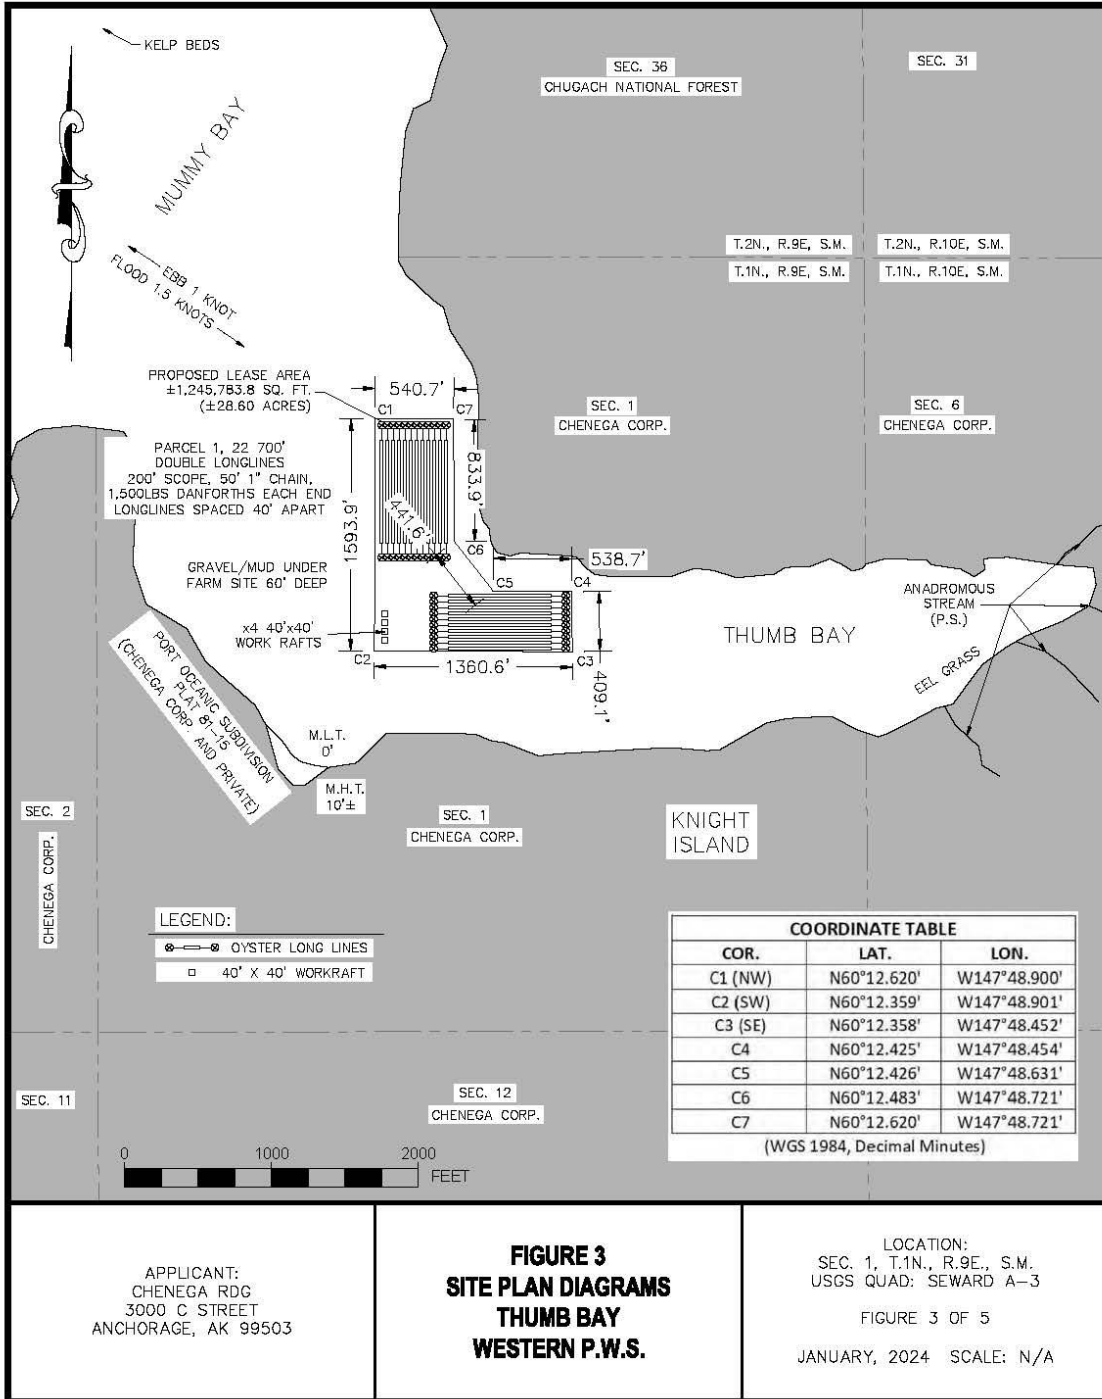 KELP BEDS
MUMMY BAY
EBB 1 KNOT
FLOOD 1.5 KNOTS
SEC. 36
CHUGACH NATIONAL FOREST
SEC. 31
T.2N., R.9E, S.M.
T.2N., R.10E, S.M.
T.1N., R.9E, S.M.
T.1N., R.10E, S.M.
PROPOSED LEASE AREA
±1,245,783.8 SQ. FT.
(±28.60 ACRES)
540.7'
C1
C7
SEC. 1
CHENEGA CORP.
SEC. 6
CHENEGA CORP.
PARCEL 1, 22 700'
DOUBLE LONGLINES
200' SCOPE, 50' 1" CHAIN,
1,500LBS DANFORTHS EACH END
LONGLINES SPACED 40' APART
1593.9'
833.9'
441.6'
C6
538.7'
C5
C4
GRAVEL/MUD UNDER
FARM SITE 60' DEEP
x4 40'x40'
WORK RAFTS
C2
1360.6'
C3
409.1'
THUMB BAY
ANADROMOUS
STREAM
(P.S.)
EEL GRASS
PORT OCEANIC SUBDIVISION
PLAT 81-15
(CHENEGA CORP. AND PRIVATE)
M.L.T.
0'
M.H.T.
10'±
SEC. 2
CHENEGA CORP.
SEC. 1
CHENEGA CORP.
KNIGHT
ISLAND
LEGEND:
OYSTER LONG LINES
40' X 40' WORKRAFT
COORDINATE TABLE
COR. LAT. LON.
C1 (NW) N60°12.620' W147°48.900'
C2 (SW) N60°12.359' W147°48.901'
C3 (SE) N60°12.358' W147°48.452'
C4 N60°12.425' W147°48.454'
C5 N60°12.426' W147°48.631'
C6 N60°12.483' W147°48.721'
C7 N60°12.620' W147°48.721'
(WGS 1984, Decimal Minutes)
SEC. 11
SEC. 12
CHENEGA CORP.
0 1000 2000
FEET
APPLICANT:
CHENEGA RDG
3000 C STREET
ANCHORAGE, AK 99503
FIGURE 3
SITE PLAN DIAGRAMS
THUMB BAY
WESTERN P.W.S.
LOCATION:
SEC. 1, T.1N., R.9E., S.M.
USGS QUAD: SEWARD A-3
FIGURE 3 OF 5
JANUARY, 2024 SCALE: N/A